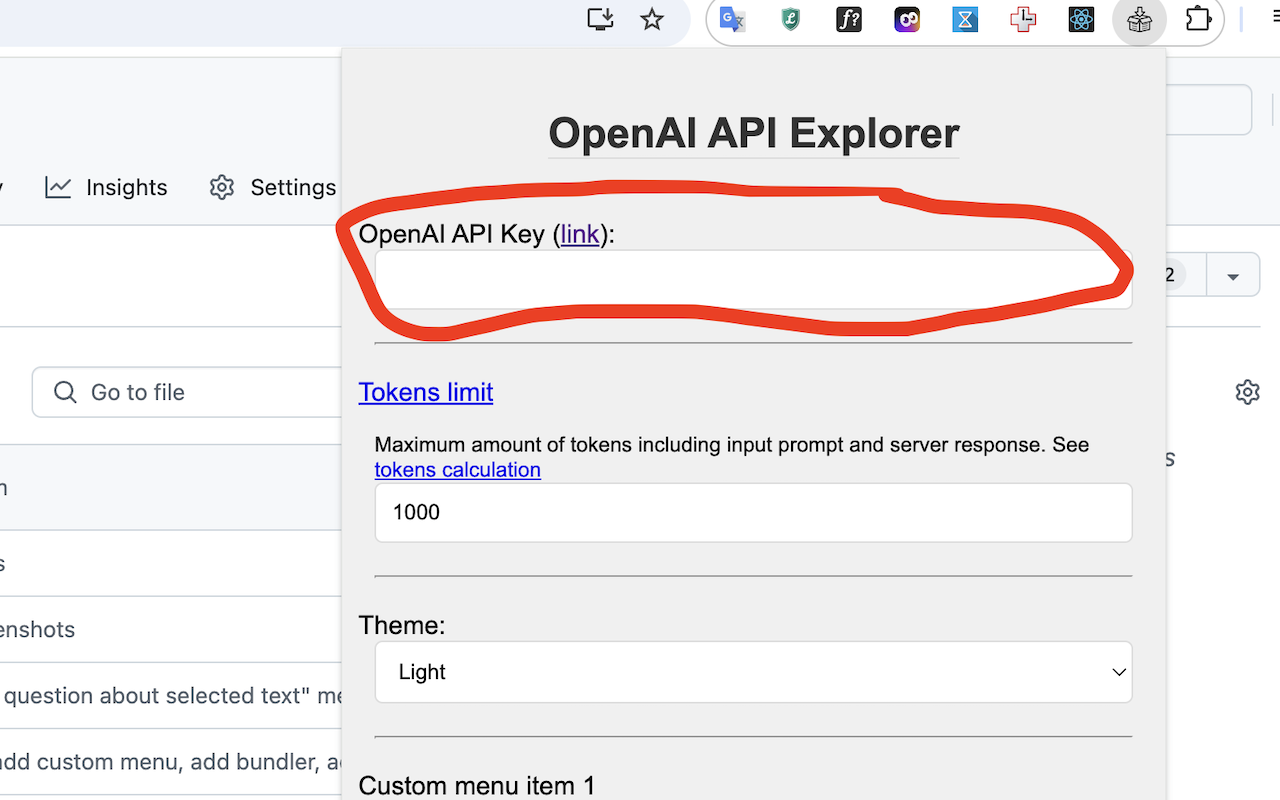 OpenAI API Explorer
Insights
Settings
OpenAI API Key (link):
2
Tokens limit
Go to file
Maximum amount of tokens including input prompt and server response. See
tokens calculation
1000
s
enshots
Theme:
Light
question about selected text" me
add custom menu, add bundler, a
Custom menu item 1